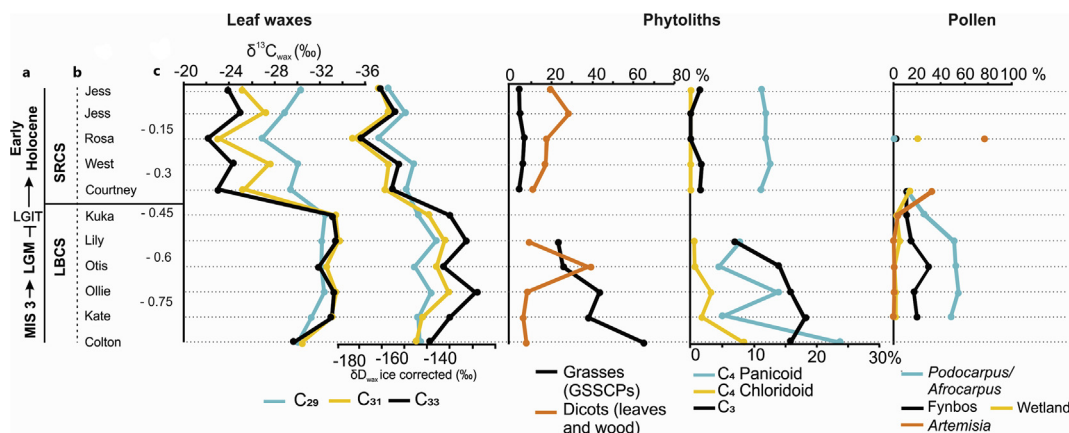 Leaf waxes
Phytoliths
Pollen
δ¹³C wax (‰)
a b c
-20 -24 -28 -32 -36
0 20 40 60 80 %
0 20 40 60 80 100 %
Jess
Jess
Rosa
West
Courtney
Kuka
Lily
Otis
Ollie
Kate
Colton
- 0.15
- 0.3
- 0.45
- 0.6
- 0.75
Early
Holocene
LGIT
LGM
MIS 3
SRCS
LBCS
-180 -160 -140
δD wax ice corrected (‰)
C₂₉ C₃₁ C₃₃
Grasses
(GSSCPs)
Dicots (leaves
and wood)
0 10 20 30%
C₄ Panicoid
C₄ Chloridoid
C₃
Podocarpus/
Afrocarpus
Fynbos Wetland
Artemisia